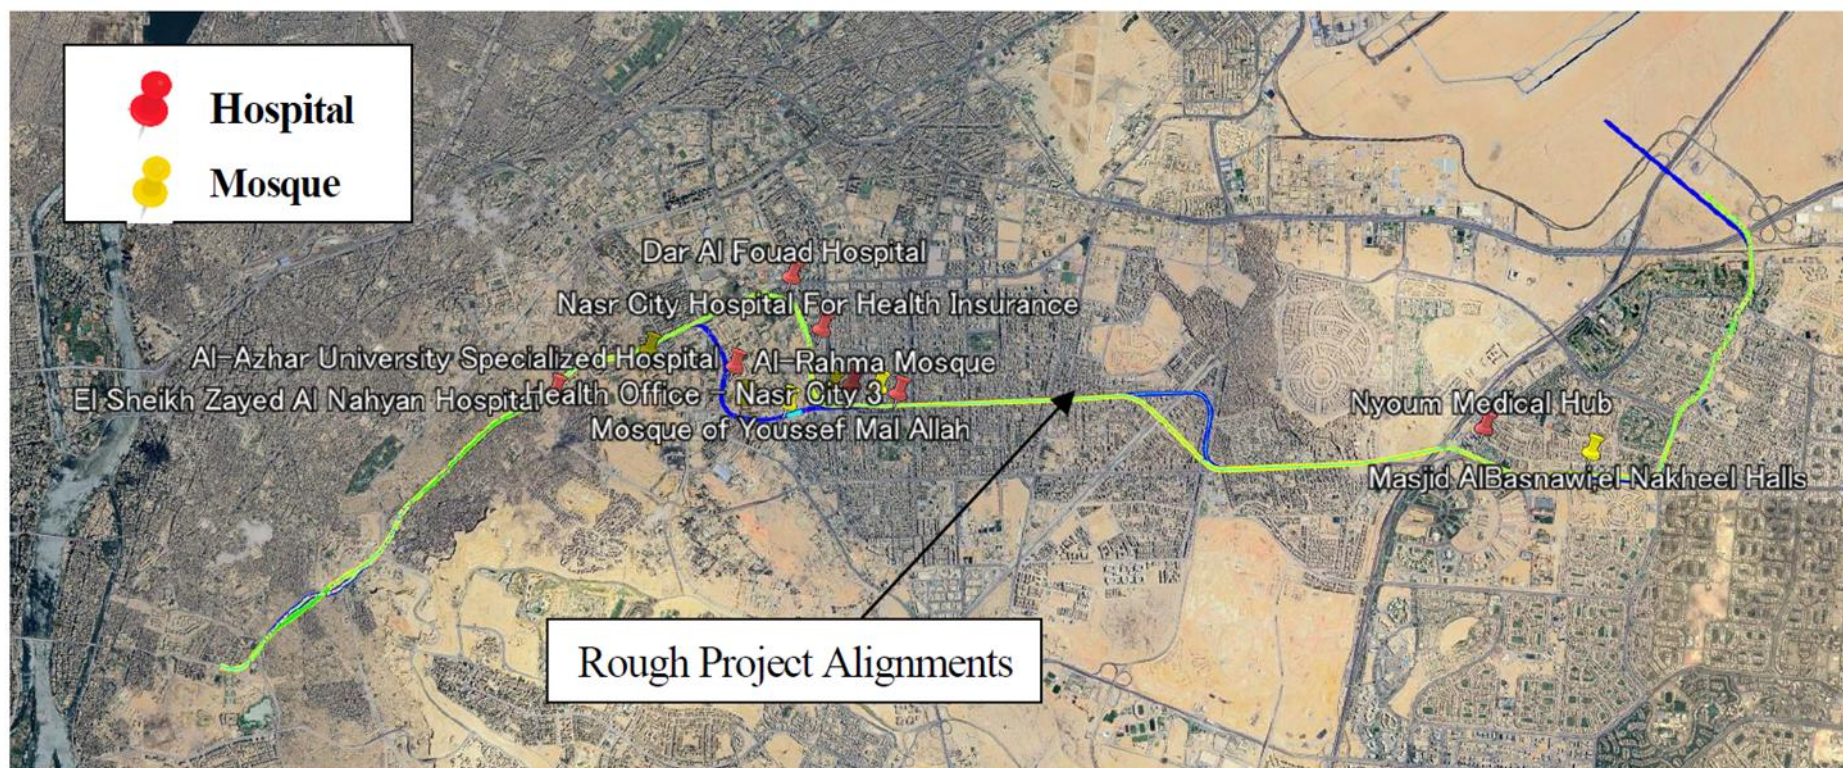 Hospital
Mosque
Dar Al Fouad Hospital
Nasr City Hospital For Health Insurance
Al-Azhar University Specialized Hospital
Al-Rahma Mosque
El Sheikh Zayed Al Nahyan Hospital
Health Office - Nasr City 3
Mosque of Youssef Mal Allah
Nyoum Medical Hub
Masjid AlBasnawi
el Nakheel Halls
Rough Project Alignments